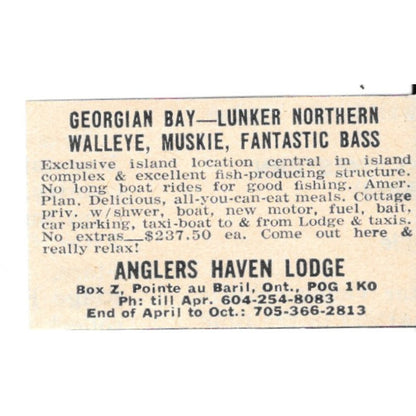 GEORGIAN BAY—LUNKER NORTHERN
WALLEYE, MUSKIE, FANTASTIC BASS
Exclusive island location central in island
complex & excellent fish-producing structure.
No long boat rides for good fishing. Amer.
Plan. Delicious, all-you-can-eat meals. Cottage
priv. w/shwer, boat, new motor, fuel, bait,
car parking, taxi-boat to & from Lodge & taxis.
No extras—$237.50 ea. Come out here &
really relax!
ANGLERS HAVEN LODGE
Box Z, Pointe au Baril, Ont., POG 1KO
Ph: till Apr. 604-254-8083
End of April to Oct: 705-366-2813